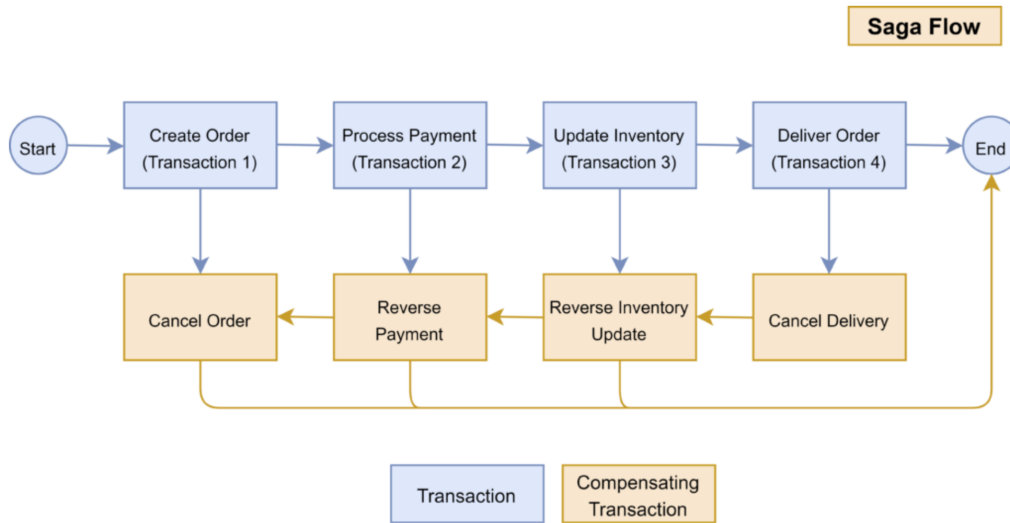 Saga Flow
Start
Create Order
(Transaction 1)
Process Payment
(Transaction 2)
Update Inventory
(Transaction 3)
Deliver Order
(Transaction 4)
End
Cancel Order
Reverse
Payment
Reverse Inventory
Update
Cancel Delivery
Transaction
Compensating
Transaction